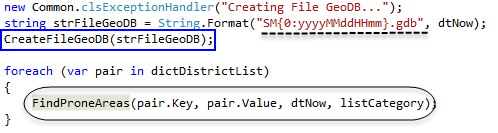 new Common.clsExceptionHandler("Creating File GeoDB...");
string strFileGeoDB = String.Format("SM{0:yyyyMMddHHmm}.gdb", dtNow);
CreateFileGeoDB(strFileGeoDB);
foreach (var pair in dictDistrictList)
{
FindProneAreas(pair.Key, pair.Value, dtNow, listCategory);
}